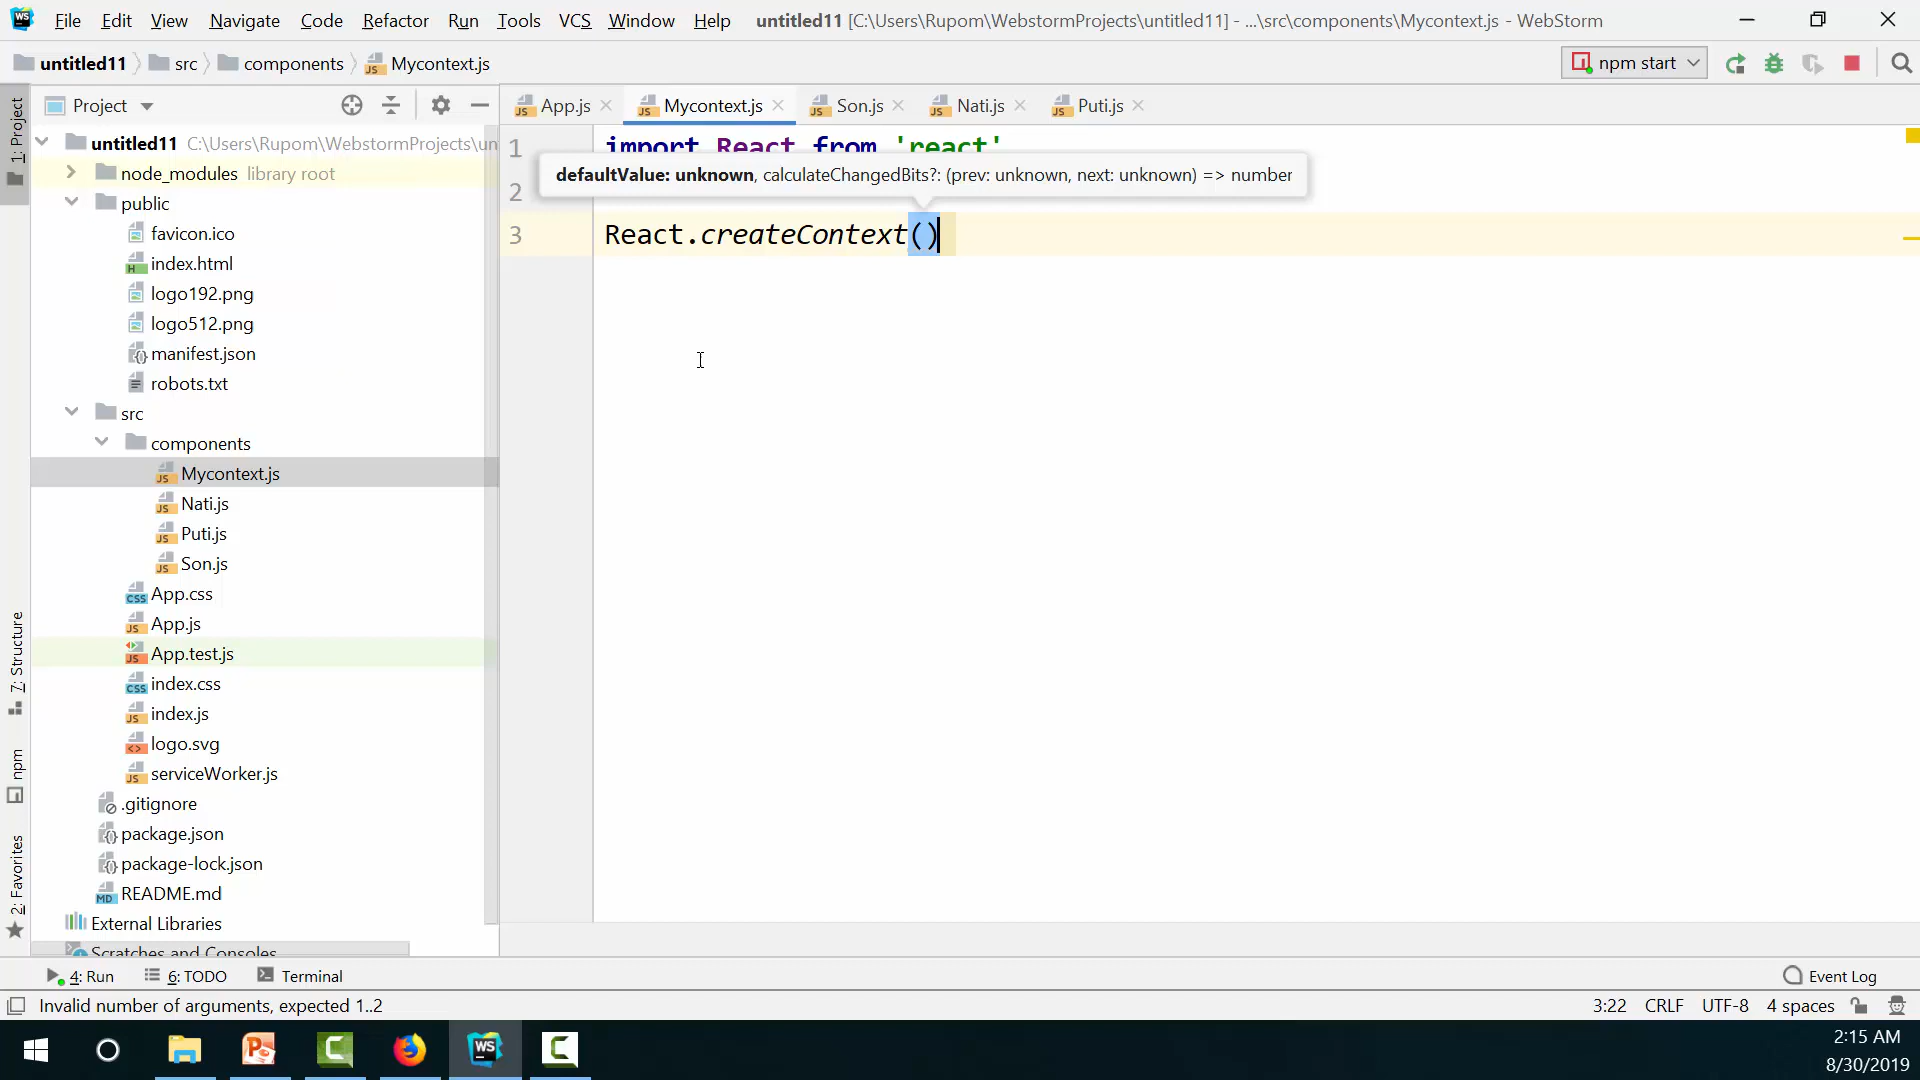 File Edit View Navigate Code Refactor Run Tools VCS Window Help untitled11 [C:\Users\Rupom\WebstormProjects\untitled11] - ...\src\components\Mycontext.js - WebStorm
untitled11 src components Mycontext.js npm start
Project App.js Mycontext.js Son.js Nati.js Puti.js
1: Project
7: Structure
npm
2: Favorites
untitled11 C:\Users\Rupom\WebstormProjects\un
node_modules library root
public
favicon.ico
index.html
logo192.png
logo512.png
manifest.json
robots.txt
src
components
Mycontext.js
Nati.js
Puti.js
Son.js
App.css
App.js
App.test.js
index.css
index.js
logo.svg
serviceWorker.js
.gitignore
package.json
package-lock.json
README.md
External Libraries
Scratches and Consoles
1 import React from 'react'
defaultValue: unknown, calculateChangedBits?: (prev: unknown, next: unknown) => number
2
3 React.createContext()
4: Run 6: TODO Terminal Event Log
Invalid number of arguments, expected 1..2 3:22 CRLF UTF-8 4 spaces
2:15 AM
8/30/2019